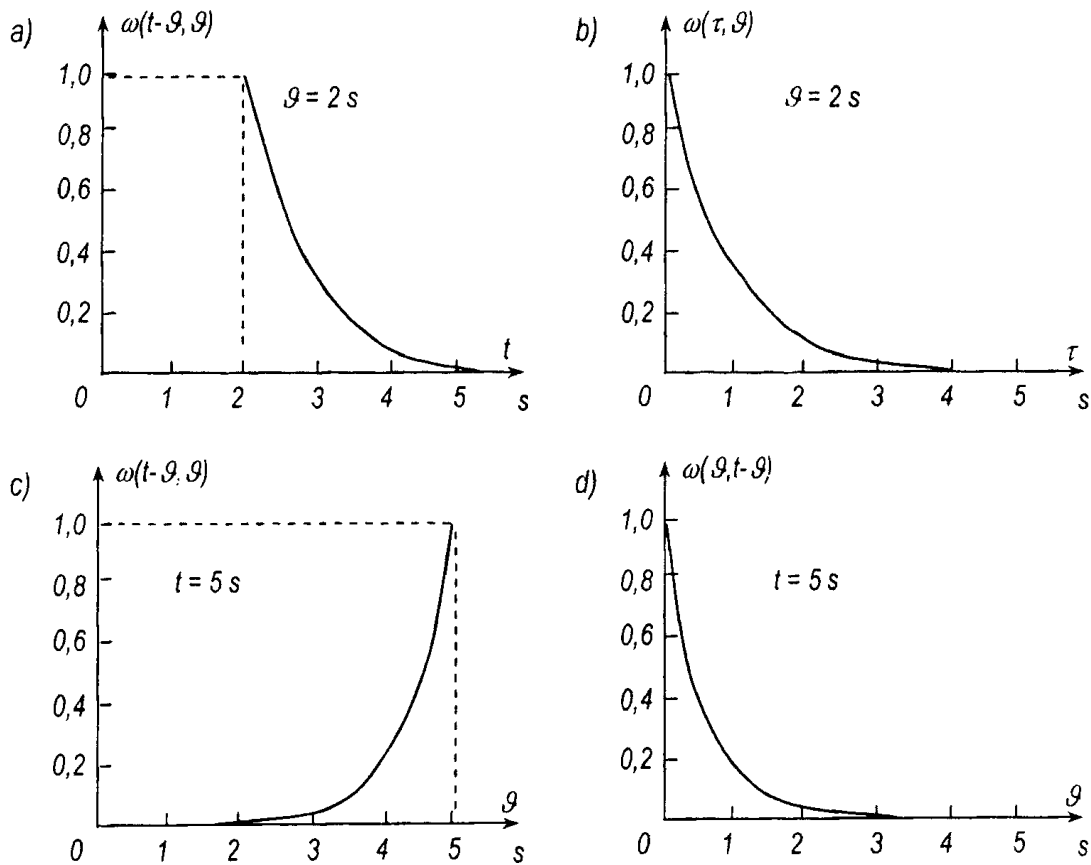 a) ω(t-ϑ, ϑ)
1,0
0,8
0,6
0,4
0,2
0 1 2 3 4 5 s
t
ϑ = 2 s
b) ω(τ, ϑ)
1,0
0,8
0,6
0,4
0,2
0 1 2 3 4 5 s
τ
ϑ = 2 s
c) ω(t-ϑ, ϑ)
1,0
0,8
0,6
0,4
0,2
0 1 2 3 4 5 s
ϑ
t = 5 s
d) ω(ϑ, t-ϑ)
1,0
0,8
0,6
0,4
0,2
0 1 2 3 4 5 s
ϑ
t = 5 s